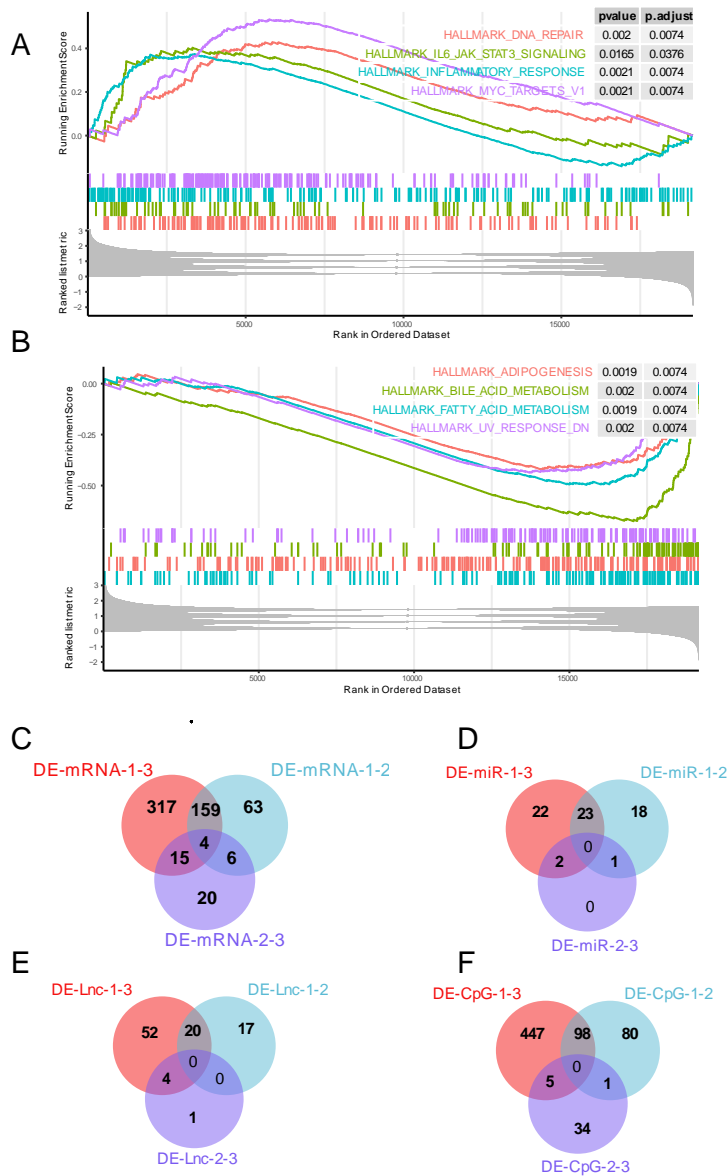 A
pvalue p.adjust
HALLMARK_DNA_REPAIR 0.002 0.0074
HALLMARK_IL6_JAK_STAT3_SIGNALING 0.0165 0.0376
HALLMARK_INFLAMMATORY_RESPONSE 0.0021 0.0074
HALLMARK_MYC_TARGETS_V1 0.0021 0.0074
Running Enrichment Score
0.4
0.2
0.0
Ranked list metric
3
2
1
0
−1
−2
5000 10000 15000
Rank in Ordered Dataset
B
HALLMARK_ADIPOGENESIS 0.0019 0.0074
HALLMARK_BILE_ACID_METABOLISM 0.002 0.0074
HALLMARK_FATTY_ACID_METABOLISM 0.0019 0.0074
HALLMARK_UV_RESPONSE_DN 0.002 0.0074
Running Enrichment Score
0.00
−0.25
−0.50
Ranked list metric
3
2
1
0
−1
−2
5000 10000 15000
Rank in Ordered Dataset
C
DE-mRNA-1-3 DE-mRNA-1-2
317 159 63
4
15 6
20
DE-mRNA-2-3
D
DE-miR-1-3 DE-miR-1-2
22 23 18
0
2 1
0
DE-miR-2-3
E
DE-Lnc-1-3 DE-Lnc-1-2
52 20 17
0
4 0
1
DE-Lnc-2-3
F
DE-CpG-1-3 DE-CpG-1-2
447 98 80
0
5 1
34
DE-CpG-2-3